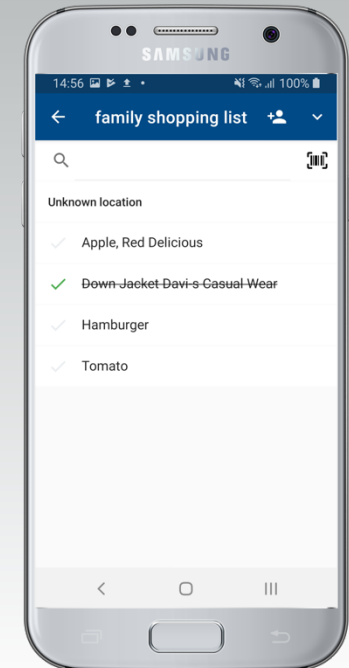 SAMSUNG
14:56 100%
family shopping list
Unknown location
Apple, Red Delicious
Down Jacket Davi-s Casual Wear
Hamburger
Tomato